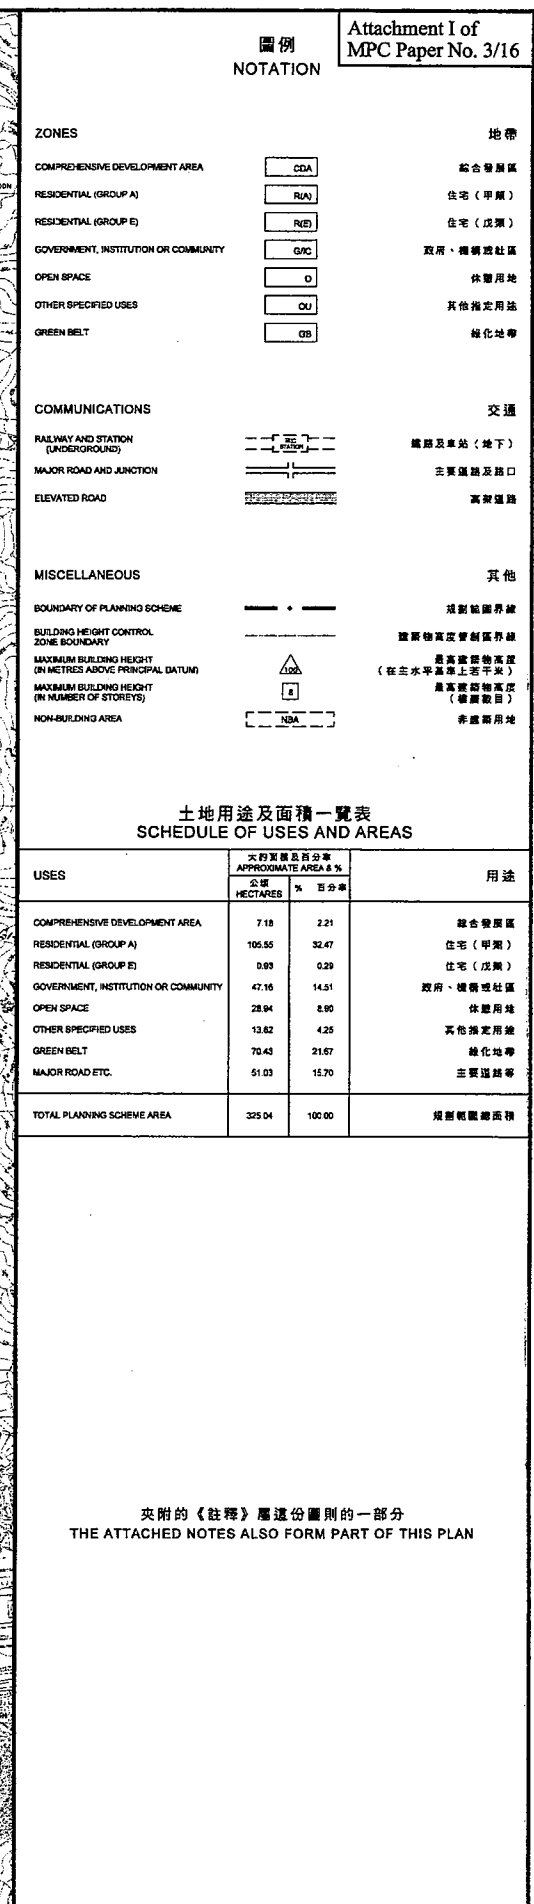 Attachment I of
MPC Paper No. 3/16
圖例
NOTATION
ZONES 地帶
COMPREHENSIVE DEVELOPMENT AREA CDA 綜合發展區
RESIDENTIAL (GROUP A) R(A) 住宅（甲類）
RESIDENTIAL (GROUP E) R(E) 住宅（戊類）
GOVERNMENT, INSTITUTION OR COMMUNITY G/IC 政府、機構或社區
OPEN SPACE O 休憩用地
OTHER SPECIFIED USES OU 其他指定用途
GREEN BELT GB 綠化地帶
COMMUNICATIONS 交通
RAILWAY AND STATION
(UNDERGROUND) STATION 鐵路及車站（地下）
MAJOR ROAD AND JUNCTION 主要道路及路口
ELEVATED ROAD 高架道路
MISCELLANEOUS 其他
BOUNDARY OF PLANNING SCHEME 規劃範圍界線
BUILDING HEIGHT CONTROL
ZONE BOUNDARY 建築物高度管制區界線
MAXIMUM BUILDING HEIGHT
(IN METRES ABOVE PRINCIPAL DATUM) 100 最高建築物高度
（在主水平基準上若干米）
MAXIMUM BUILDING HEIGHT
(IN NUMBER OF STOREYS) 8 最高建築物高度
（樓層數目）
NON-BUILDING AREA NBA 非建築用地
土地用途及面積一覽表
SCHEDULE OF USES AND AREAS
USES 大約面積及百分率
APPROXIMATE AREA & % 用途
公頃
HECTARES % 百分率
COMPREHENSIVE DEVELOPMENT AREA 7.18 2.21 綜合發展區
RESIDENTIAL (GROUP A) 105.55 32.47 住宅（甲類）
RESIDENTIAL (GROUP E) 0.93 0.29 住宅（戊類）
GOVERNMENT, INSTITUTION OR COMMUNITY 47.16 14.51 政府、機構或社區
OPEN SPACE 28.94 8.90 休憩用地
OTHER SPECIFIED USES 13.82 4.25 其他指定用途
GREEN BELT 70.43 21.67 綠化地帶
MAJOR ROAD ETC. 51.03 15.70 主要道路等
TOTAL PLANNING SCHEME AREA 325.04 100.00 規劃範圍總面積
夾附的《註釋》屬這份圖則的一部分
THE ATTACHED NOTES ALSO FORM PART OF THIS PLAN